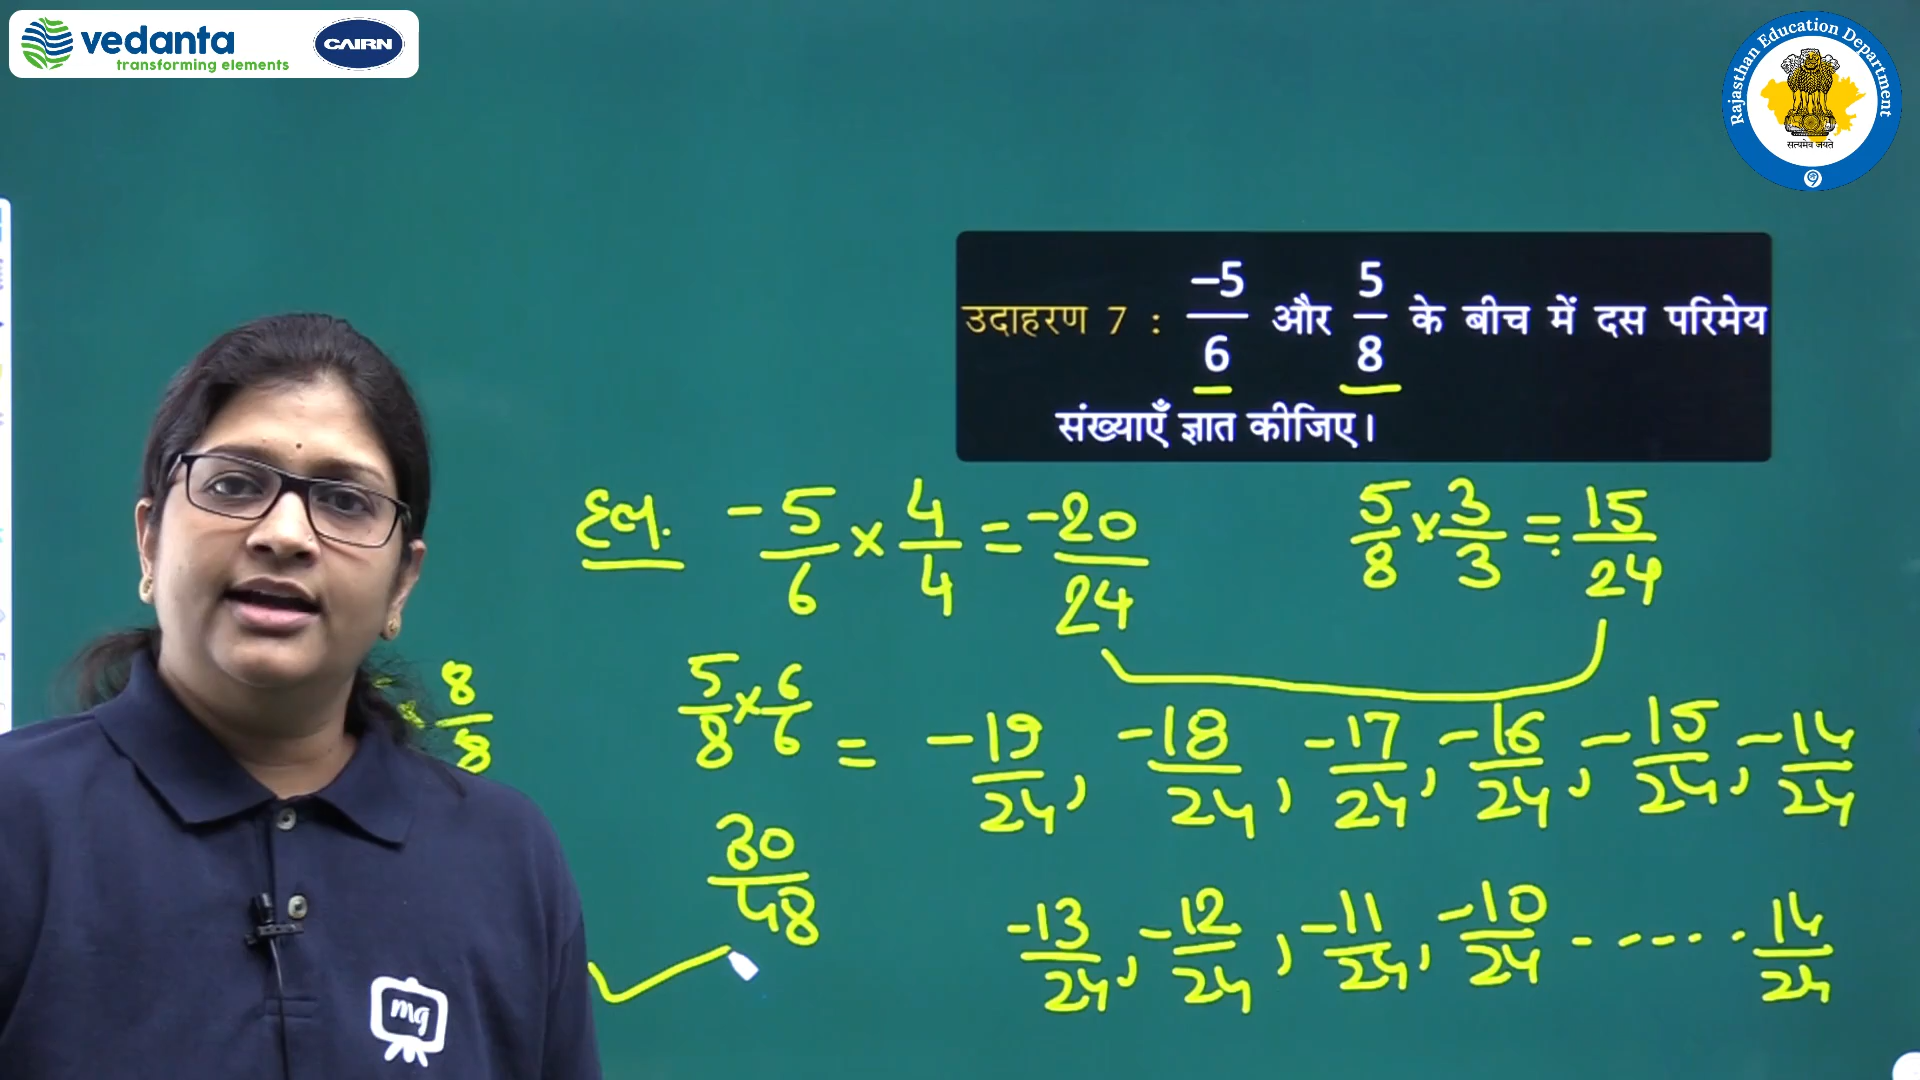 vedanta
transforming elements
CAIRN
Rajasthan Education Department
सत्यमेव जयते
उदाहरण 7 : –5/6 और 5/8 के बीच में दस परिमेय
संख्याएँ ज्ञात कीजिए।
हल. -5/6 × 4/4 = -20/24
5/8 × 3/3 = 15/24
8/8
5/8 × 6/6
= -19/24, -18/24, -17/24, -16/24, -15/24, -14/24
30/48
-13/24, -12/24, -11/24, -10/24 ------ 14/24
mg